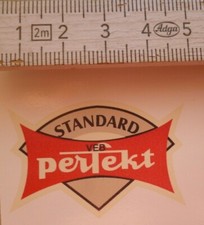 1 2m 2 3 4 Adga 5
STANDARD
VEB
perfekt